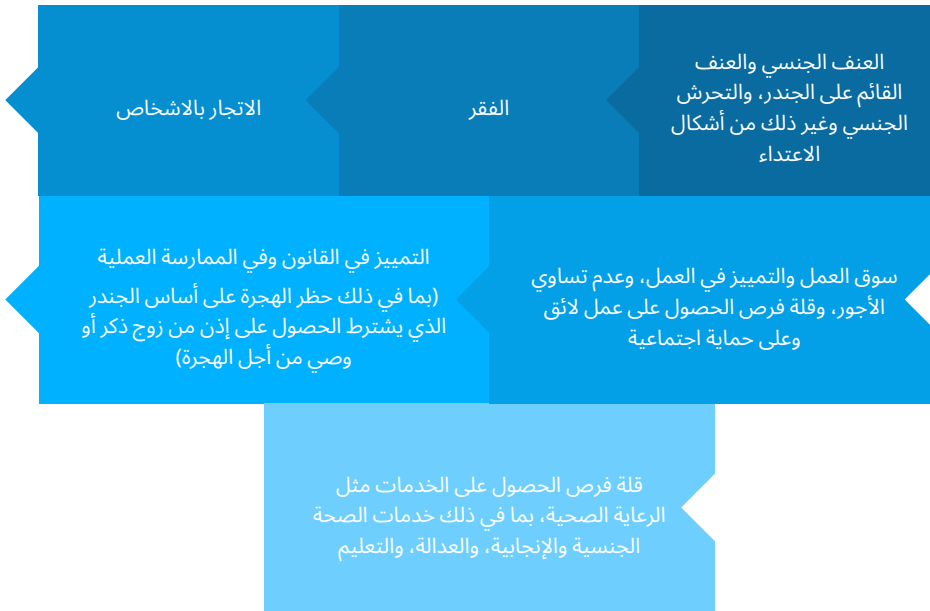 العنف الجنسي والعنف
القائم على الجندر، والتحرش
الجنسي وغير ذلك من أشكال
الاعتداء
الفقر
الاتجار بالاشخاص
سوق العمل والتمييز في العمل، وعدم تساوي
الأجور، وقلة فرص الحصول على عمل لائق
وعلى حماية اجتماعية
التمييز في القانون وفي الممارسة العملية
(بما في ذلك حظر الهجرة على أساس الجندر
الذي يشترط الحصول على إذن من زوج ذكر أو
وصي من أجل الهجرة)
قلة فرص الحصول على الخدمات مثل
الرعاية الصحية، بما في ذلك خدمات الصحة
الجنسية والإنجابية، والعدالة، والتعليم